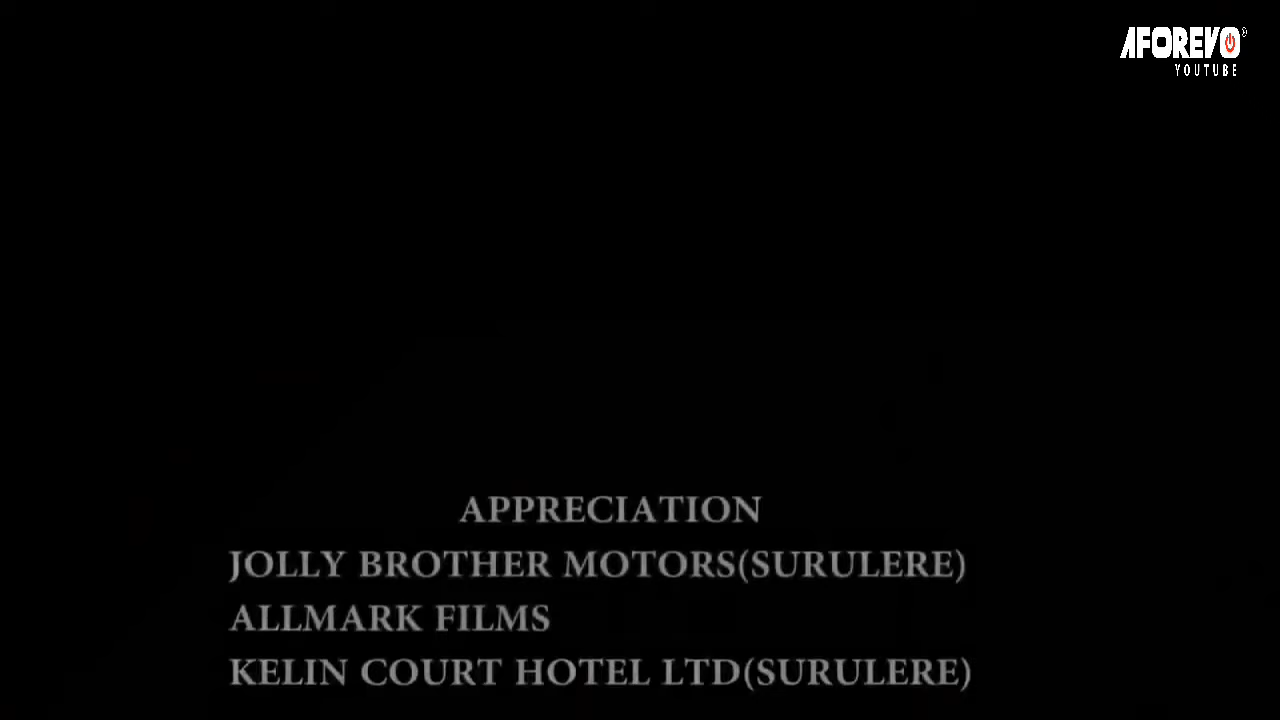 AFOREVO
YOUTUBE
APPRECIATION
JOLLY BROTHER MOTORS(SURULERE)
ALLMARK FILMS
KELIN COURT HOTEL LTD(SURULERE)